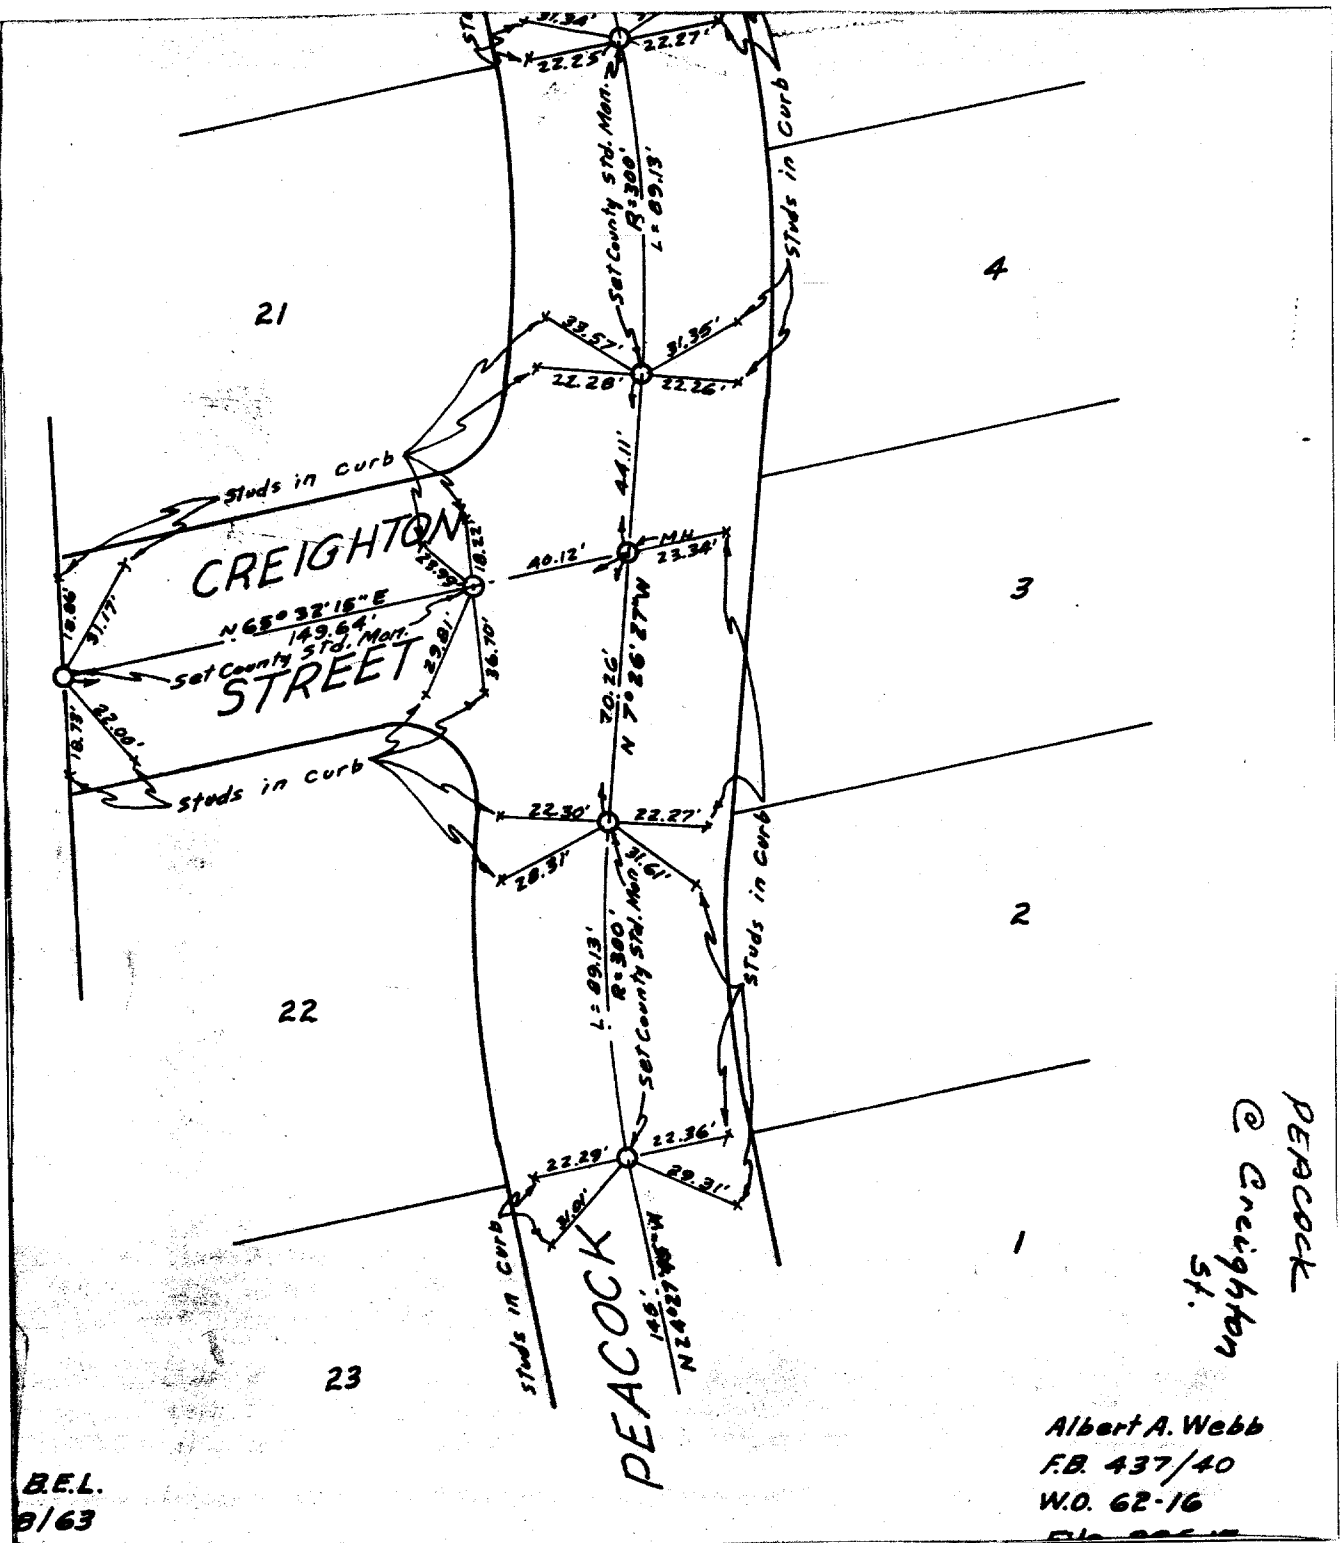 31.34'
22.25'
22.27'
Set County Std. Mon.
R=300'
L=89.13'
Studs in Curb
21
4
33.57'
31.35'
22.28'
22.26'
44.11'
Studs in curb
CREIGHTON
18.22'
23.99'
40.12'
MH
23.34'
3
18.86'
31.17'
N 65° 32' 15" E
149.64'
Set County Std. Mon.
STREET
29.81'
36.70'
70.26'
N 7° 26' 27" W
18.73'
22.00'
Studs in curb
22.30'
22.27'
28.31'
31.61'
Studs in curb
L=89.13'
R=300'
Set County Std. Mon.
22
2
22.29'
22.36'
31.01'
29.31'
Studs in curb
PEACOCK
146'
23
1
PEACOCK
@ Creighton
St.
Albert A. Webb
F.B. 437/40
W.O. 62-16
B.E.L.
8/63